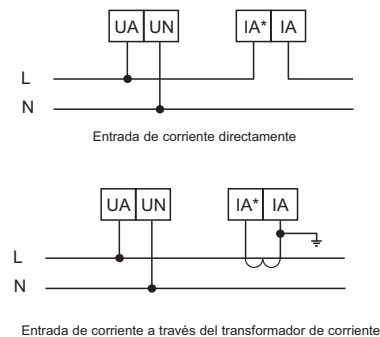 UA UN IA* IA
L
N
Entrada de corriente directamente
UA UN IA* IA
L
N
Entrada de corriente a través del transformador de corriente